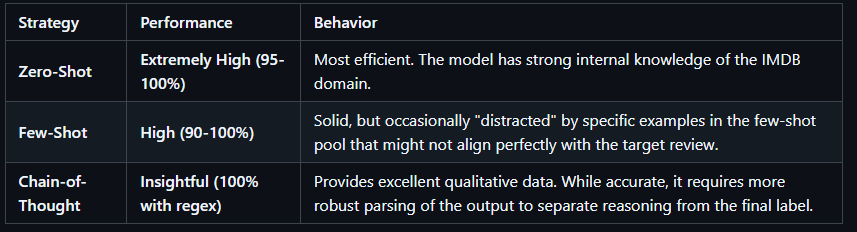 Strategy Performance Behavior
Zero-Shot Extremely High (95-
100%) Most efficient. The model has strong internal knowledge of the IMDB
domain.
Few-Shot High (90-100%) Solid, but occasionally "distracted" by specific examples in the few-shot
pool that might not align perfectly with the target review.
Chain-of-
Thought Insightful (100%
with regex) Provides excellent qualitative data. While accurate, it requires more
robust parsing of the output to separate reasoning from the final label.